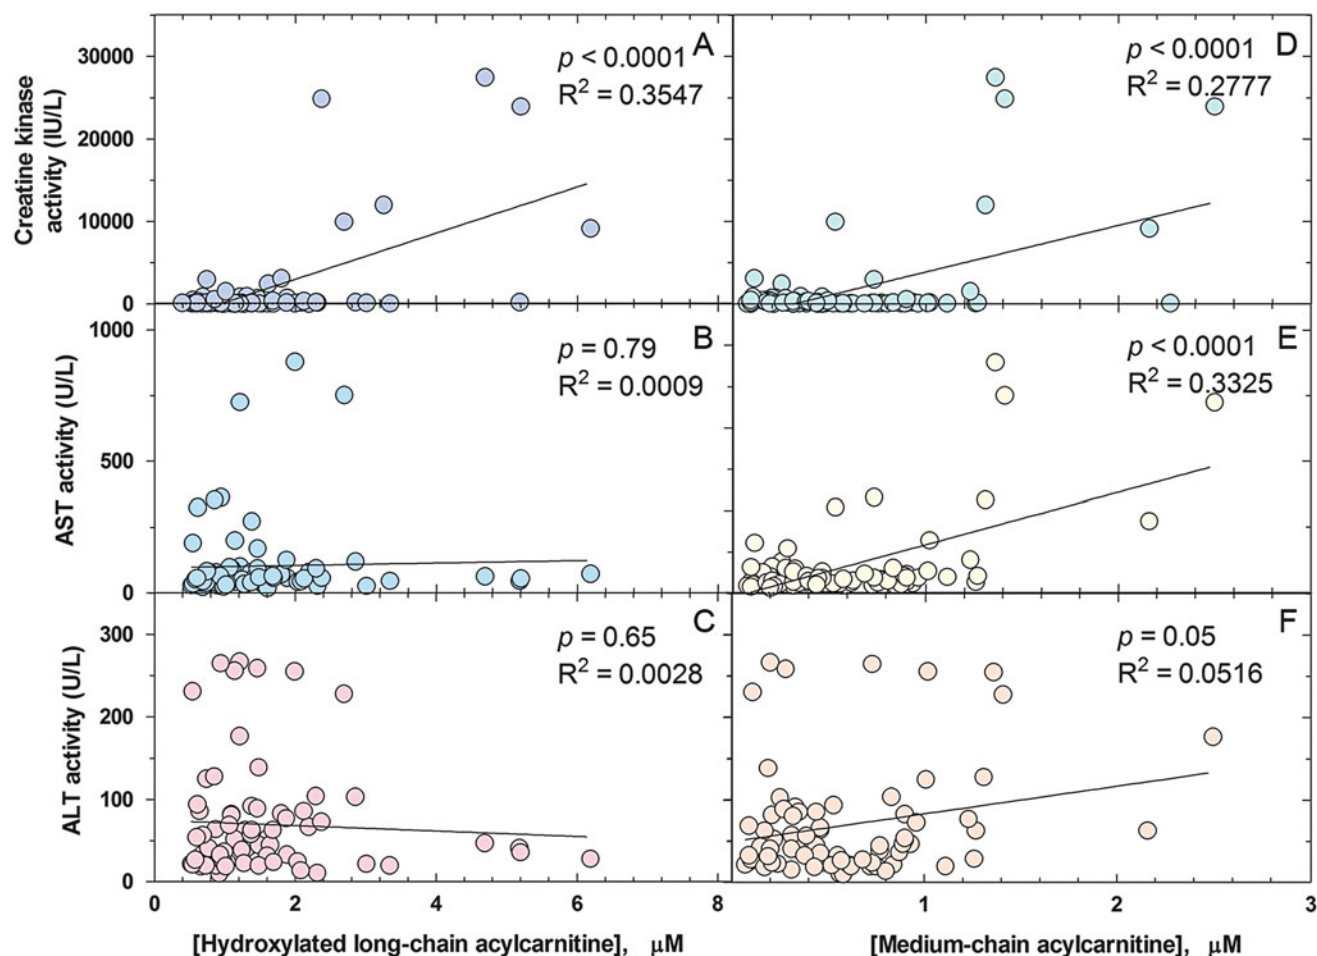 A
p < 0.0001
R² = 0.3547
Creatine kinase
activity (IU/L)
30000
20000
10000
0
D
p < 0.0001
R² = 0.2777
B
p = 0.79
R² = 0.0009
AST activity (U/L)
1000
500
0
E
p < 0.0001
R² = 0.3325
C
p = 0.65
R² = 0.0028
ALT activity (U/L)
300
200
100
0
F
p = 0.05
R² = 0.0516
0 2 4 6 8
1 2 3
[Hydroxylated long-chain acylcarnitine], μM
[Medium-chain acylcarnitine], μM